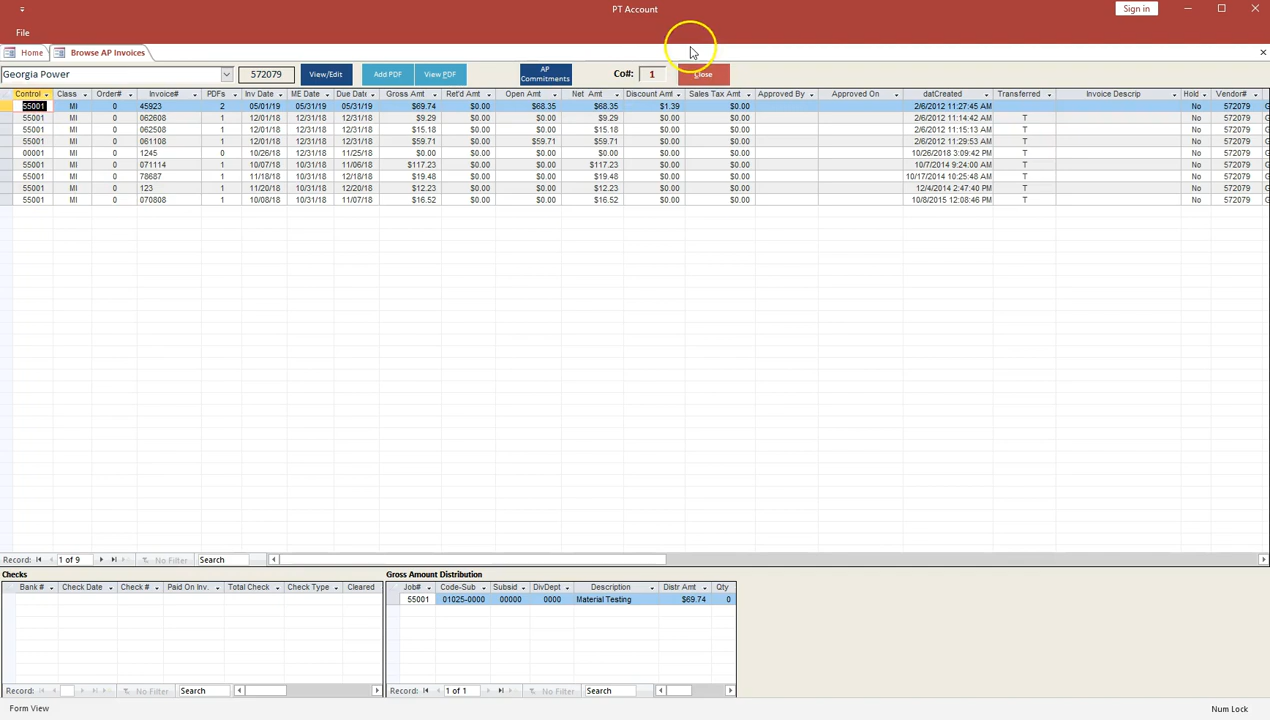 PT Account
Sign in
File
Home Browse AP Invoices
Georgia Power 572079 View/Edit Add PDF View PDF AP Commitments Co#: 1 Close
Control Class Order# Invoice# PDFs Inv Date ME Date Due Date Gross Amt Ret'd Amt Open Amt Net Amt Discount Amt Sales Tax Amt Approved By Approved On datCreated Transferred Invoice Descrip Hold Vendor#
55001 MI 0 45923 2 05/01/19 05/31/19 05/31/19 $69.74 $0.00 $68.35 $68.35 $1.39 $0.00 2/6/2012 11:27:45 AM No 572079
55001 MI 0 062608 1 12/01/18 12/31/18 12/31/18 $9.29 $0.00 $9.29 $9.29 $0.00 $0.00 2/6/2012 11:14:42 AM T No 572079
55001 MI 0 062508 1 12/01/18 12/31/18 12/31/18 $15.18 $0.00 $15.18 $15.18 $0.00 $0.00 2/6/2012 11:15:13 AM T No 572079
55001 MI 0 061108 1 12/01/18 12/31/18 12/31/18 $59.71 $0.00 $59.71 $59.71 $0.00 $0.00 2/6/2012 11:29:53 AM T No 572079
00001 MI 0 1245 0 10/26/18 12/31/18 11/25/18 $0.00 $0.00 $0.00 $0.00 $0.00 $0.00 10/26/2018 3:09:42 PM No 572079
55001 MI 0 071114 1 10/07/18 12/31/18 11/06/18 $117.23 $0.00 $0.00 $117.23 $0.00 $0.00 10/7/2014 9:24:00 AM T No 572079
55001 MI 0 78687 1 11/18/18 10/31/18 12/18/18 $19.48 $0.00 $0.00 $19.48 $0.00 $0.00 10/17/2014 10:25:48 AM T No 572079
55001 MI 0 123 1 11/20/18 10/31/18 12/20/18 $12.23 $0.00 $0.00 $12.23 $0.00 $0.00 12/4/2014 2:47:40 PM T No 572079
55001 MI 0 070808 1 10/08/18 10/31/18 11/07/18 $16.52 $0.00 $0.00 $16.52 $0.00 $0.00 10/8/2015 12:08:46 PM T No 572079
Record: 1 of 9 No Filter Search
Checks
Bank # Check Date Check # Paid On Inv. Total Check Check Type Cleared
Record: No Filter Search
Gross Amount Distribution
Job# Code-Sub Subsid DivDept Description Distr Amt Qty
55001 01025-0000 00000 0000 Material Testing $69.74 0
Record: 1 of 1 No Filter Search
Form View
Num Lock